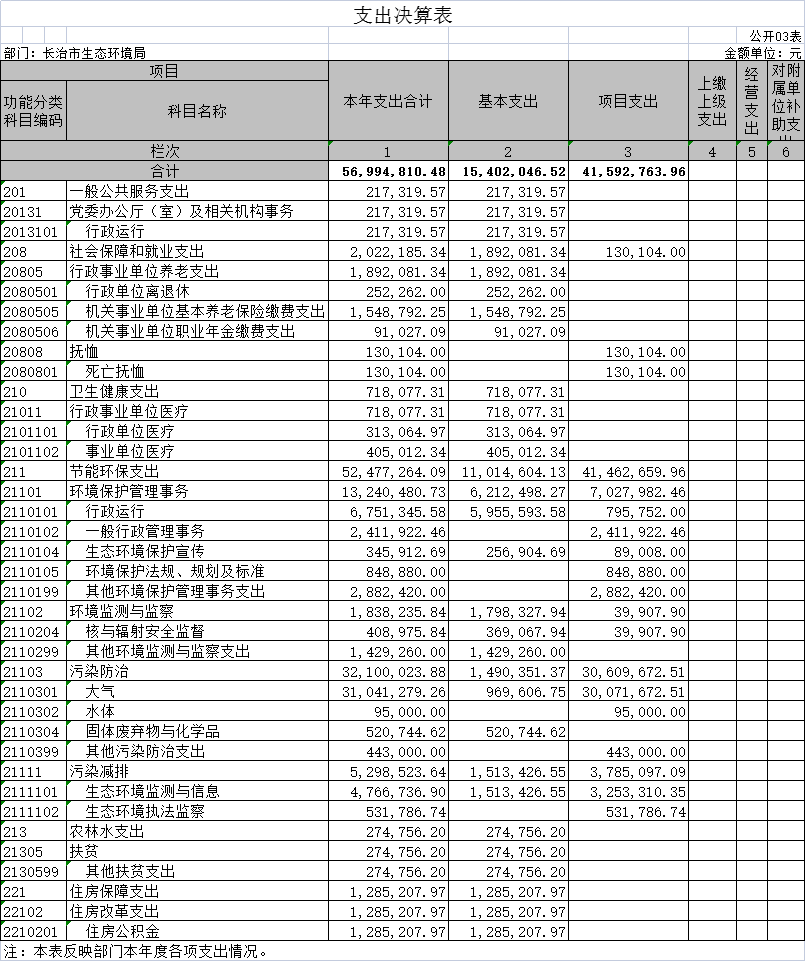 支出决算表
公开03表
部门：长治市生态环境局 金额单位：元
项目 本年支出合计 基本支出 项目支出 上缴上级支出 经营支出 对附属单位补助支出
功能分类科目编码 科目名称
栏次 1 2 3 4 5 6
合计 56,994,810.48 15,402,046.52 41,592,763.96
201 一般公共服务支出 217,319.57 217,319.57
20131 党委办公厅（室）及相关机构事务 217,319.57 217,319.57
2013101 行政运行 217,319.57 217,319.57
208 社会保障和就业支出 2,022,185.34 1,892,081.34 130,104.00
20805 行政事业单位养老支出 1,892,081.34 1,892,081.34
2080501 行政单位离退休 252,262.00 252,262.00
2080505 机关事业单位基本养老保险缴费支出 1,548,792.25 1,548,792.25
2080506 机关事业单位职业年金缴费支出 91,027.09 91,027.09
20808 抚恤 130,104.00 130,104.00
2080801 死亡抚恤 130,104.00 130,104.00
210 卫生健康支出 718,077.31 718,077.31
21011 行政事业单位医疗 718,077.31 718,077.31
2101101 行政单位医疗 313,064.97 313,064.97
2101102 事业单位医疗 405,012.34 405,012.34
211 节能环保支出 52,477,264.09 11,014,604.13 41,462,659.96
21101 环境保护管理事务 13,240,480.73 6,212,498.27 7,027,982.46
2110101 行政运行 6,751,345.58 5,955,593.58 795,752.00
2110102 一般行政管理事务 2,411,922.46 2,411,922.46
2110104 生态环境保护宣传 345,912.69 256,904.69 89,008.00
2110105 环境保护法规、规划及标准 848,880.00 848,880.00
2110199 其他环境保护管理事务支出 2,882,420.00 2,882,420.00
21102 环境监测与监察 1,838,235.84 1,798,327.94 39,907.90
2110204 核与辐射安全监督 408,975.84 369,067.94 39,907.90
2110299 其他环境监测与监察支出 1,429,260.00 1,429,260.00
21103 污染防治 32,100,023.88 1,490,351.37 30,609,672.51
2110301 大气 31,041,279.26 969,606.75 30,071,672.51
2110302 水体 95,000.00 95,000.00
2110304 固体废弃物与化学品 520,744.62 520,744.62
2110399 其他污染防治支出 443,000.00 443,000.00
21111 污染减排 5,298,523.64 1,513,426.55 3,785,097.09
2111101 生态环境监测与信息 4,766,736.90 1,513,426.55 3,253,310.35
2111102 生态环境执法监察 531,786.74 531,786.74
213 农林水支出 274,756.20 274,756.20
21305 扶贫 274,756.20 274,756.20
2130599 其他扶贫支出 274,756.20 274,756.20
221 住房保障支出 1,285,207.97 1,285,207.97
22102 住房改革支出 1,285,207.97 1,285,207.97
2210201 住房公积金 1,285,207.97 1,285,207.97
注：本表反映部门本年度各项支出情况。